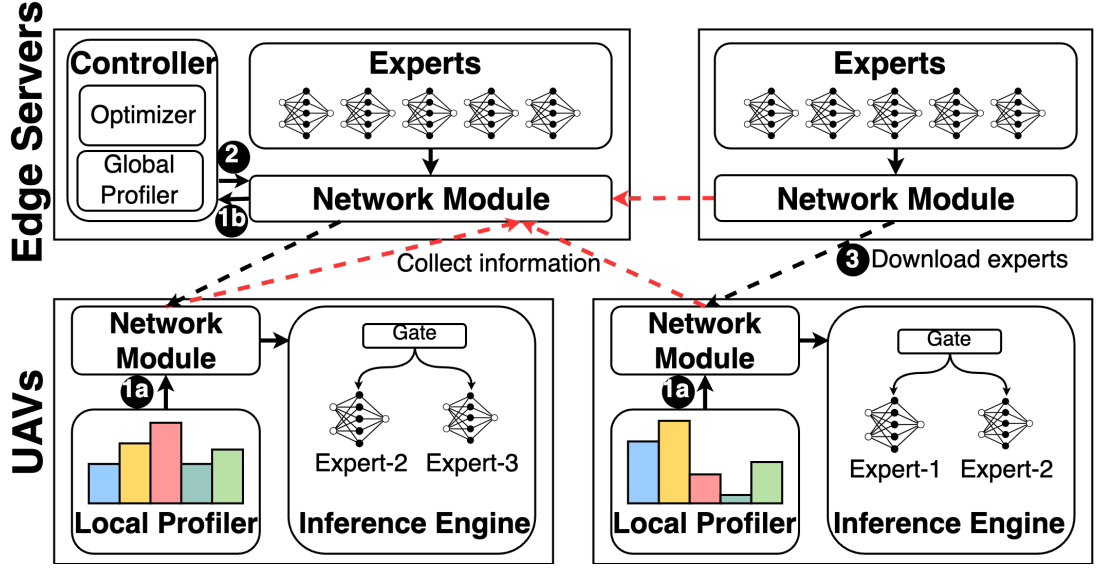 Edge Servers
Controller
Optimizer
Global
Profiler
2
1b
Experts
Network Module
Experts
Network Module
Collect information
3 Download experts
UAVs
Network
Module
1a
Local Profiler
Gate
Expert-2 Expert-3
Inference Engine
Network
Module
1a
Local Profiler
Gate
Expert-1 Expert-2
Inference Engine